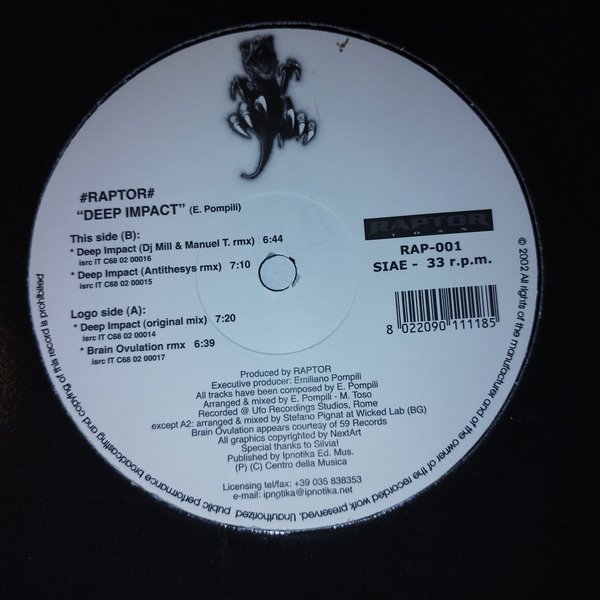 #RAPTOR#
"DEEP IMPACT" (E. Pompili)
This side (B):
* Deep Impact (Dj Mill & Manuel T. rmx) 6:44
isrc IT C68 02 00016
* Deep Impact (Antithesys rmx) 7:10
isrc IT C68 02 00015
Logo side (A):
* Deep Impact (original mix) 7:20
isrc IT C68 02 00014
* Brain Ovulation rmx 6:39
isrc IT C68 02 00017
RAPTOR
TRAX
RAP-001
SIAE - 33 r.p.m.
8 022090 111185
Produced by RAPTOR
Executive producer: Emiliano Pompili
All tracks have been composed by E. Pompili
Arranged & mixed by E. Pompili - M. Toso
Recorded @ Ufo Recordings Studios, Rome
except A2: arranged & mixed by Stefano Pignat at Wicked Lab (BG)
Brain Ovulation appears courtesy of 59 Records
All graphics copyrighted by NextArt
Special thanks to Silvia!
Published by Ipnotika Ed. Mus.
(P) (C) Centro della Musica
Licensing tel/fax: +39 035 838353
e-mail: ipnotika@ipnotika.net
© 2002 All rights of the manufacturer and of the owner of the recorded work preserved. Unauthorized public performance broadcasting and copying of this record is prohibited